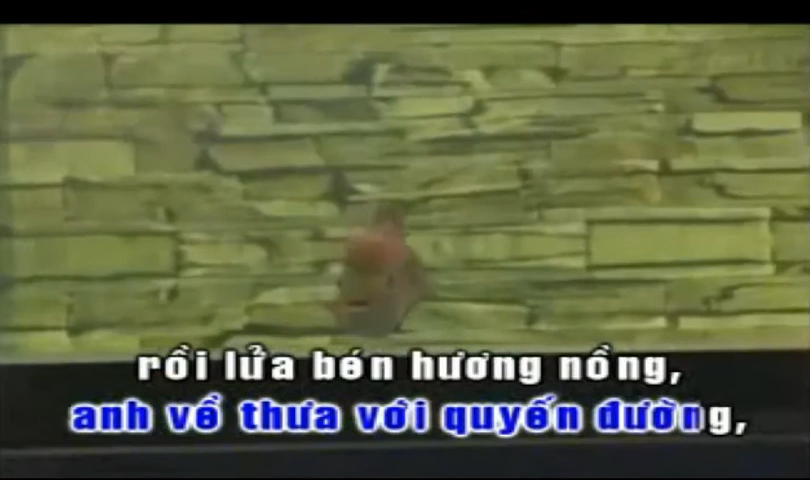 rồi lửa bén hương nồng,
anh về thưa với quyến đường,